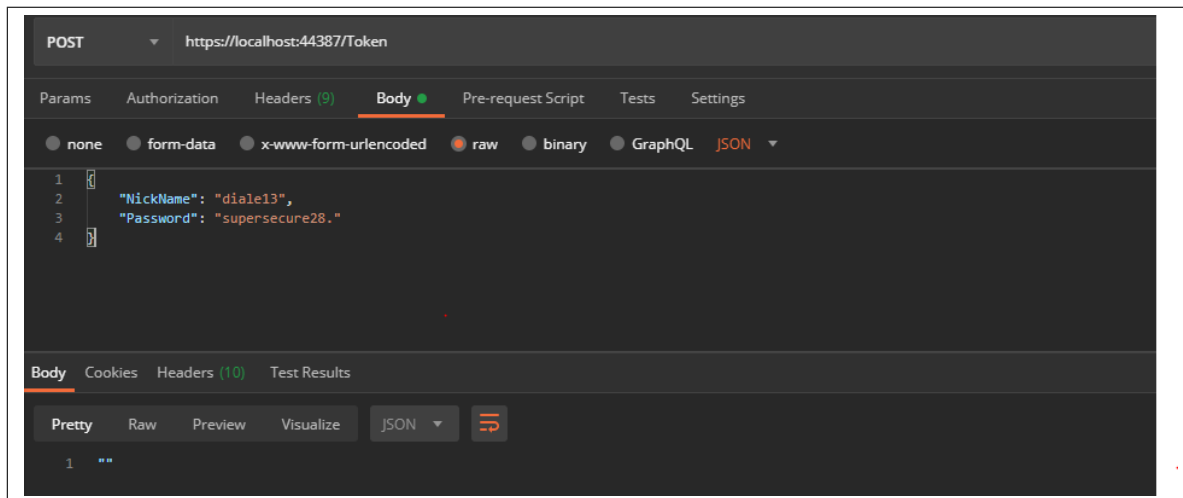 POST https://localhost:44387/Token
Params Authorization Headers (9) Body Pre-request Script Tests Settings
none form-data x-www-form-urlencoded raw binary GraphQL JSON
1 {
2 "NickName": "diale13",
3 "Password": "supersecure28."
4 }
Body Cookies Headers (10) Test Results
Pretty Raw Preview Visualize JSON
1 ""